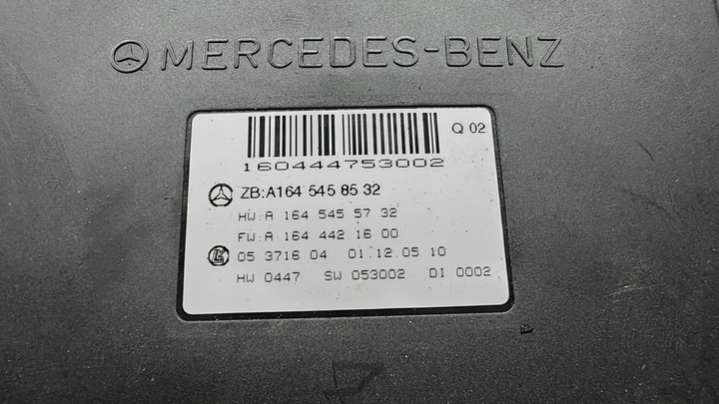 MERCEDES-BENZ
Q 02
160444753002
ZB:A164 545 85 32
HW:A 164 545 57 32
FW:A 164 442 16 00
05 3716 04 01.12.05 10
HW 0447 SW 053002 D1 0002